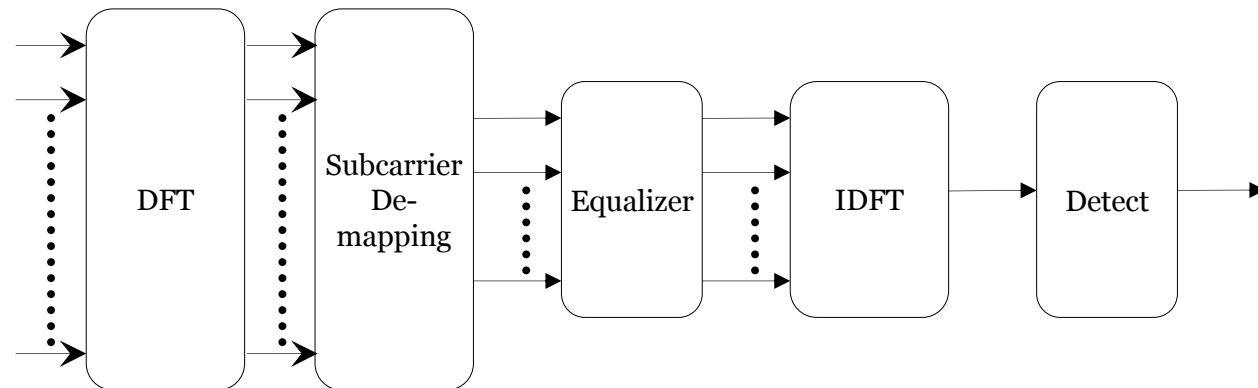 DFT
Subcarrier
De-
mapping
Equalizer
IDFT
Detect